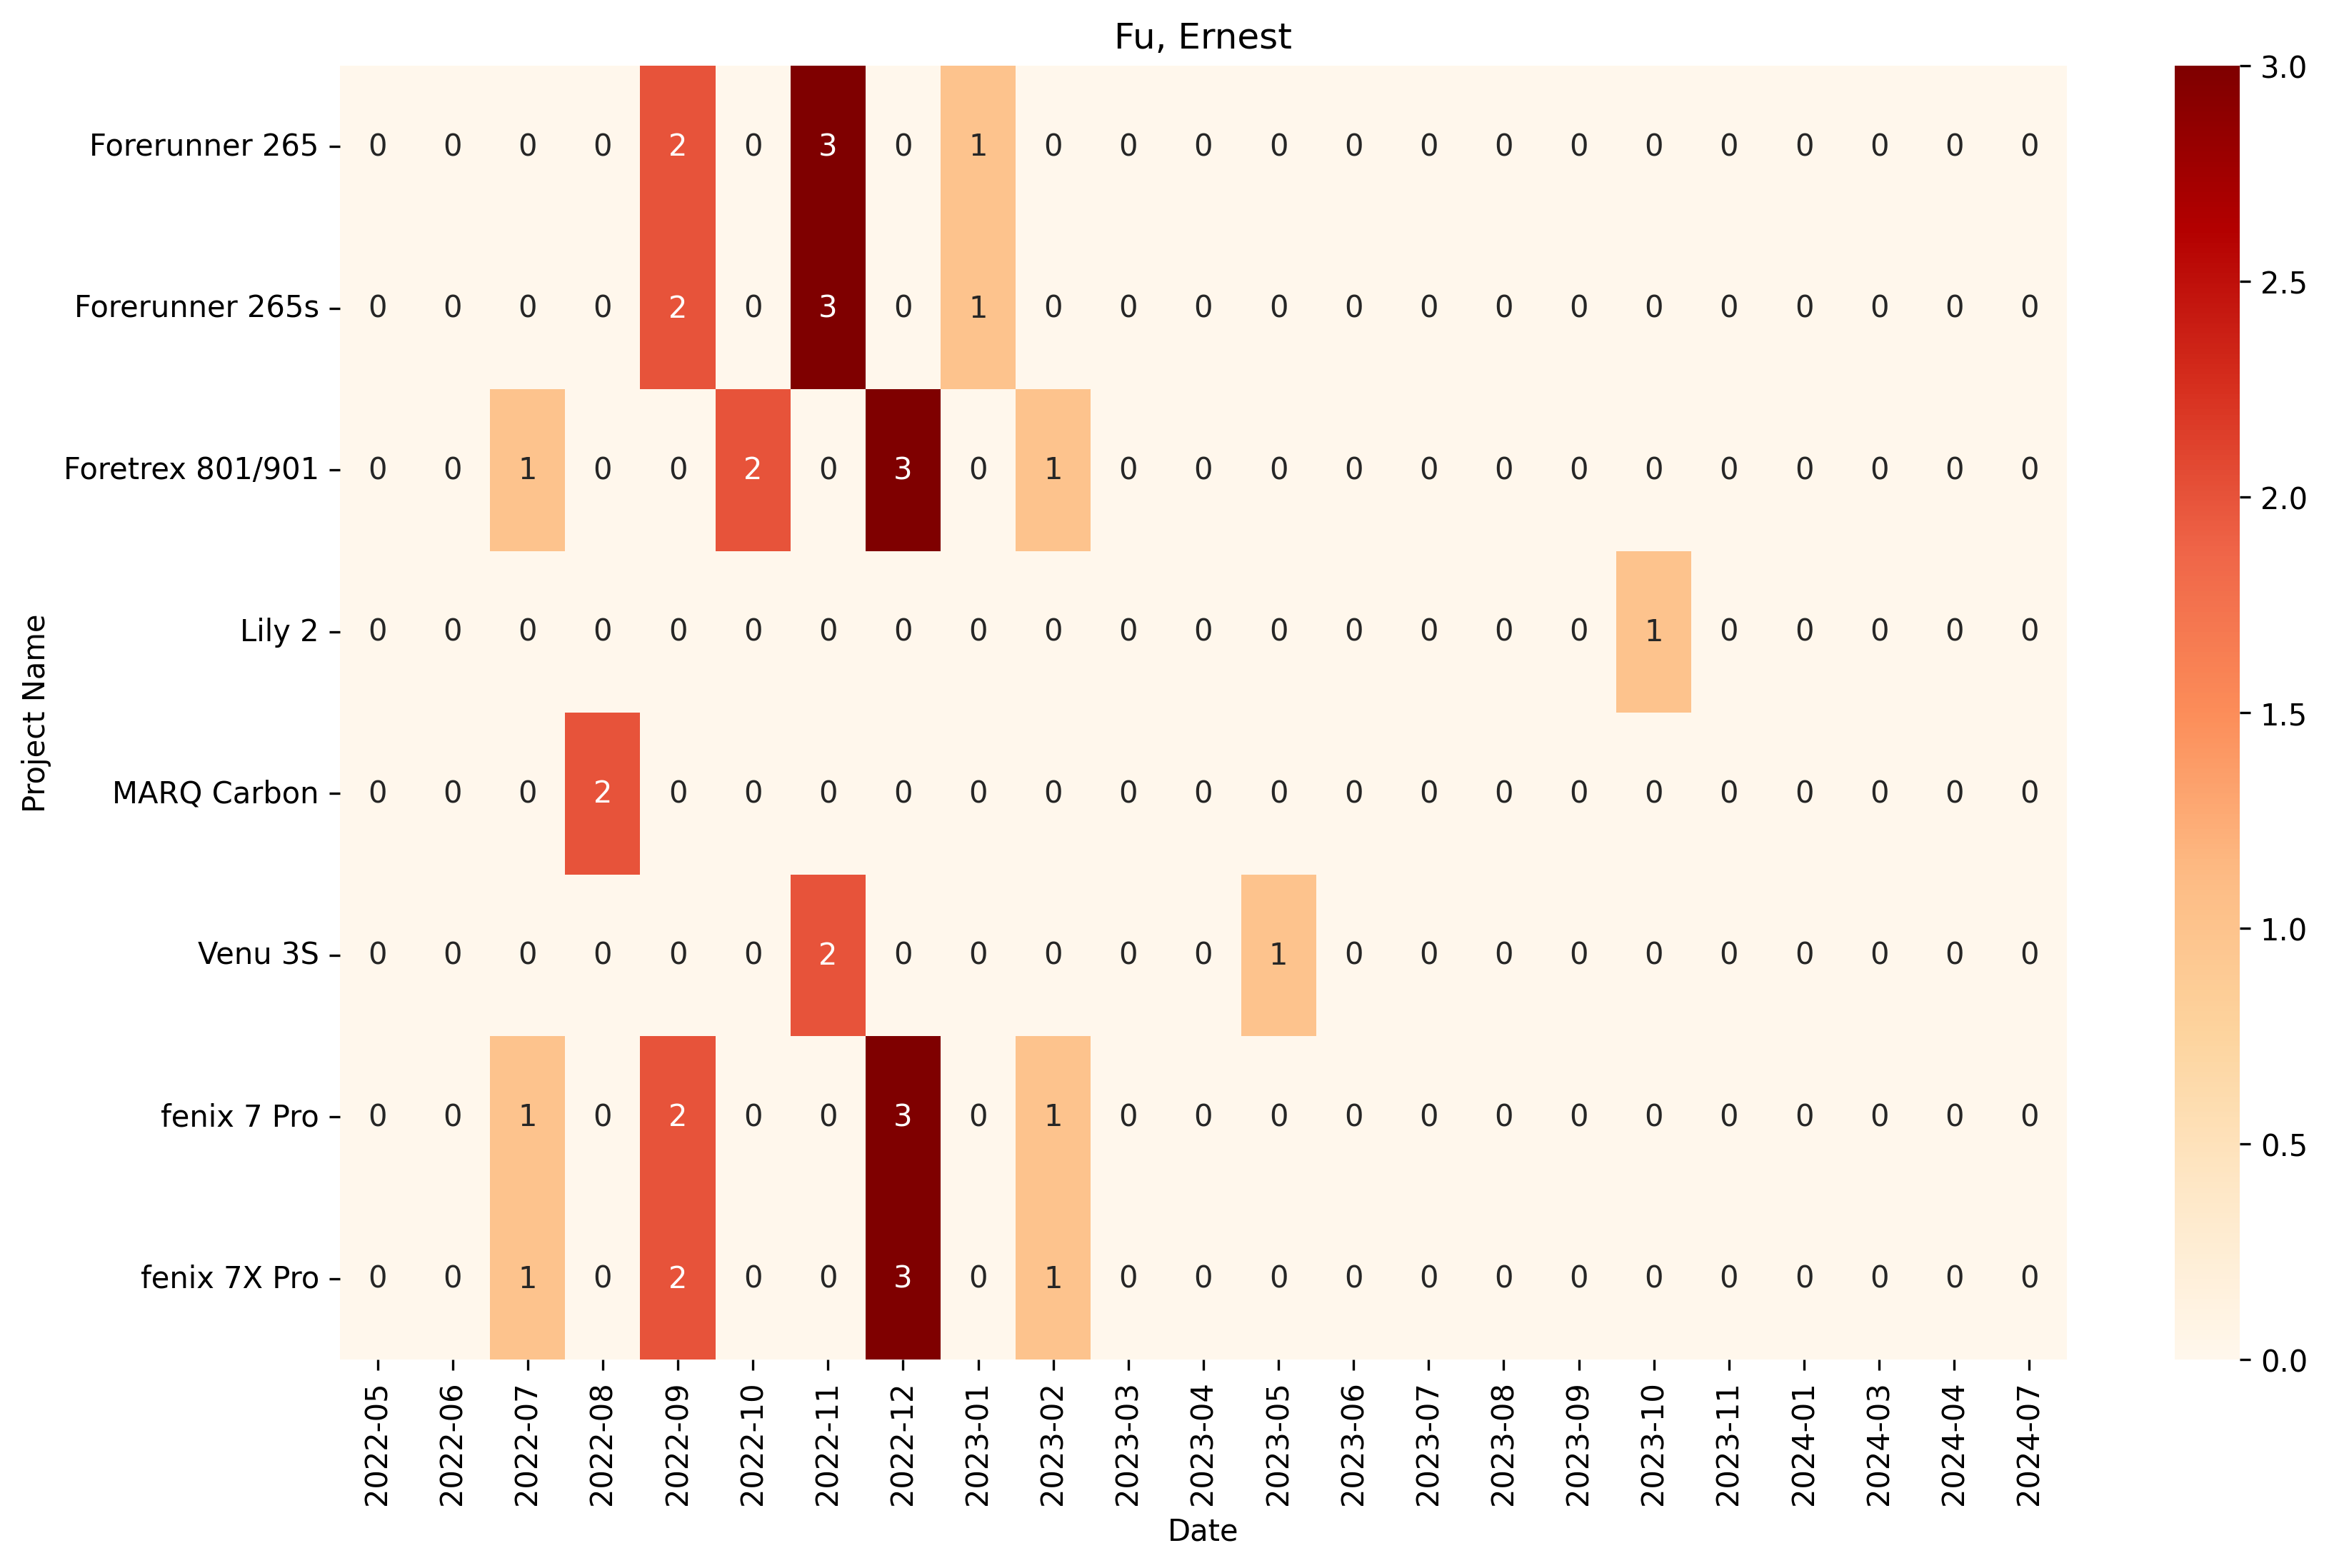 Fu, Ernest
Forerunner 265 0 0 0 0 2 0 3 0 1 0 0 0 0 0 0 0 0 0 0 0 0 0 0
Forerunner 265s 0 0 0 0 2 0 3 0 1 0 0 0 0 0 0 0 0 0 0 0 0 0 0
Foretrex 801/901 0 0 1 0 0 2 0 3 0 1 0 0 0 0 0 0 0 0 0 0 0 0 0
Lily 2 0 0 0 0 0 0 0 0 0 0 0 0 0 0 0 0 0 1 0 0 0 0 0
MARQ Carbon 0 0 0 2 0 0 0 0 0 0 0 0 0 0 0 0 0 0 0 0 0 0 0
Venu 3S 0 0 0 0 0 0 2 0 0 0 0 0 1 0 0 0 0 0 0 0 0 0 0
fenix 7 Pro 0 0 1 0 2 0 0 3 0 1 0 0 0 0 0 0 0 0 0 0 0 0 0
fenix 7X Pro 0 0 1 0 2 0 0 3 0 1 0 0 0 0 0 0 0 0 0 0 0 0 0
Project Name
2022-05 2022-06 2022-07 2022-08 2022-09 2022-10 2022-11 2022-12 2023-01 2023-02 2023-03 2023-04 2023-05 2023-06 2023-07 2023-08 2023-09 2023-10 2023-11 2024-01 2024-03 2024-04 2024-07
Date
3.0
2.5
2.0
1.5
1.0
0.5
0.0